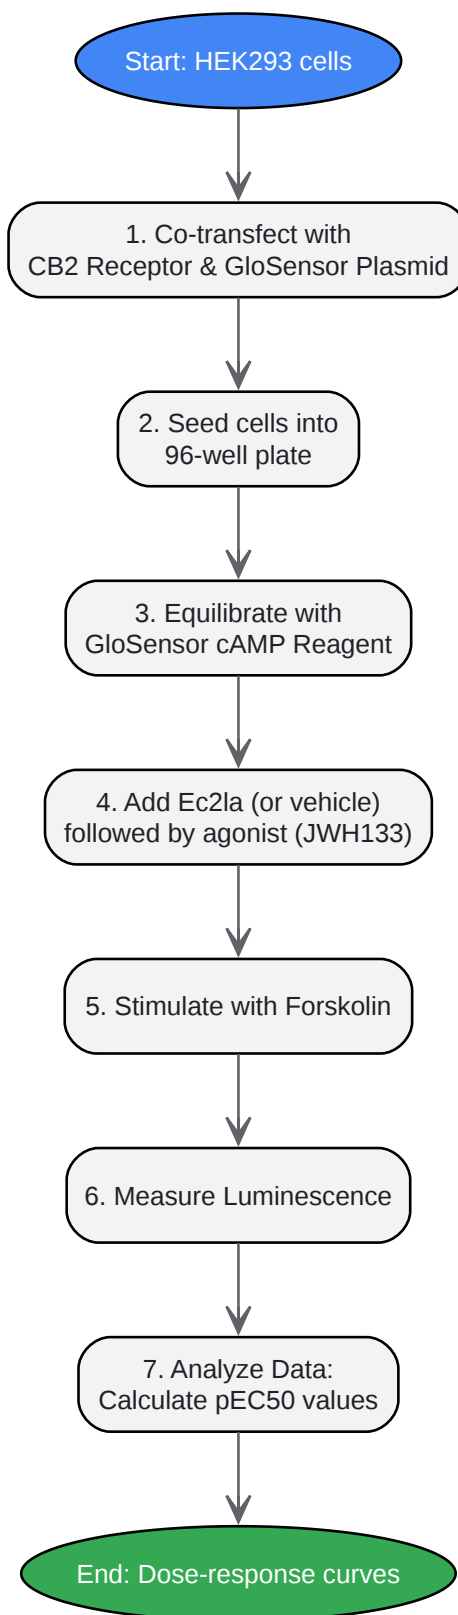 Start: HEK293 cells
1. Co-transfect with
CB2 Receptor & GloSensor Plasmid
2. Seed cells into
96-well plate
3. Equilibrate with
GloSensor cAMP Reagent
4. Add Ec2la (or vehicle)
followed by agonist (JWH133)
5. Stimulate with Forskolin
6. Measure Luminescence
7. Analyze Data:
Calculate pEC50 values
End: Dose-response curves